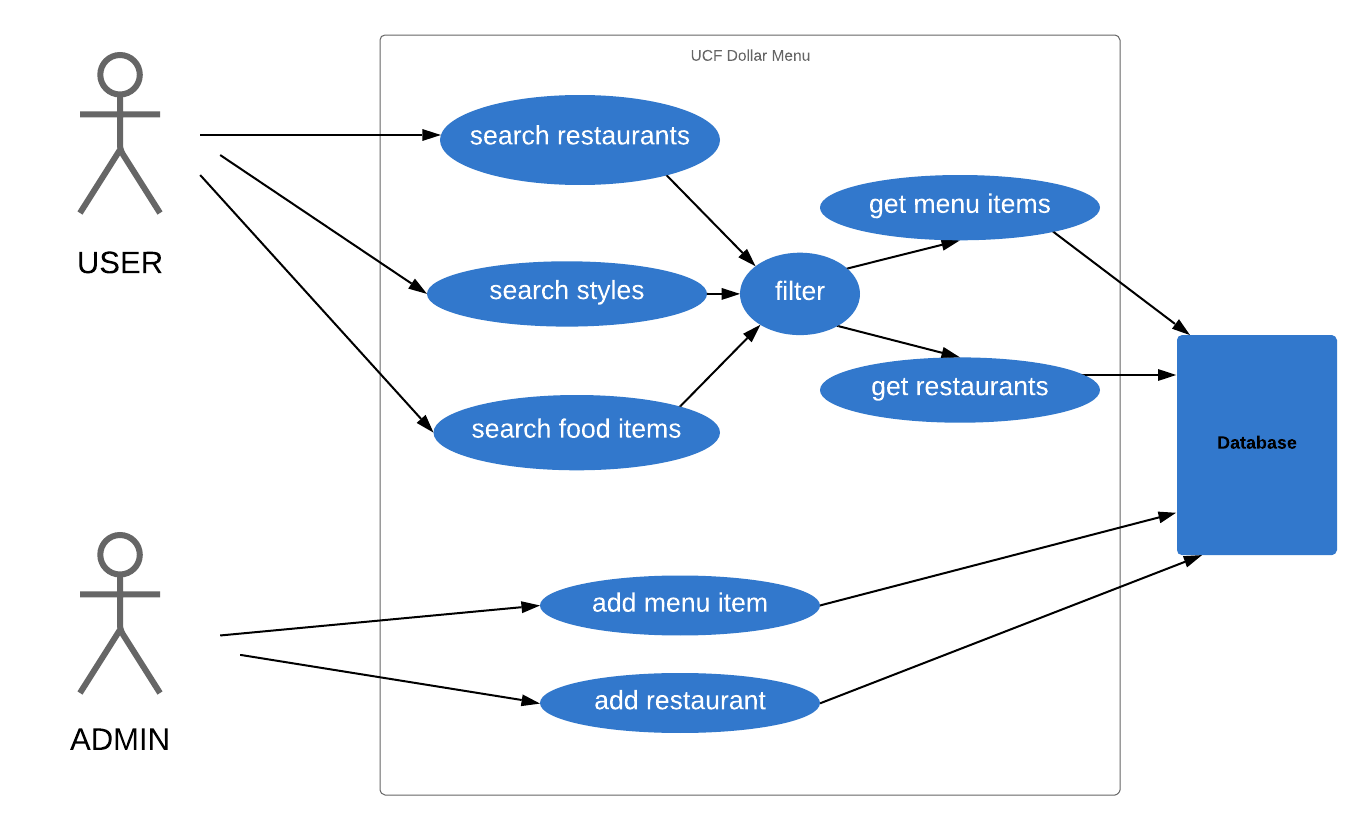 UCF Dollar Menu
USER
search restaurants
search styles
search food items
filter
get menu items
get restaurants
Database
ADMIN
add menu item
add restaurant